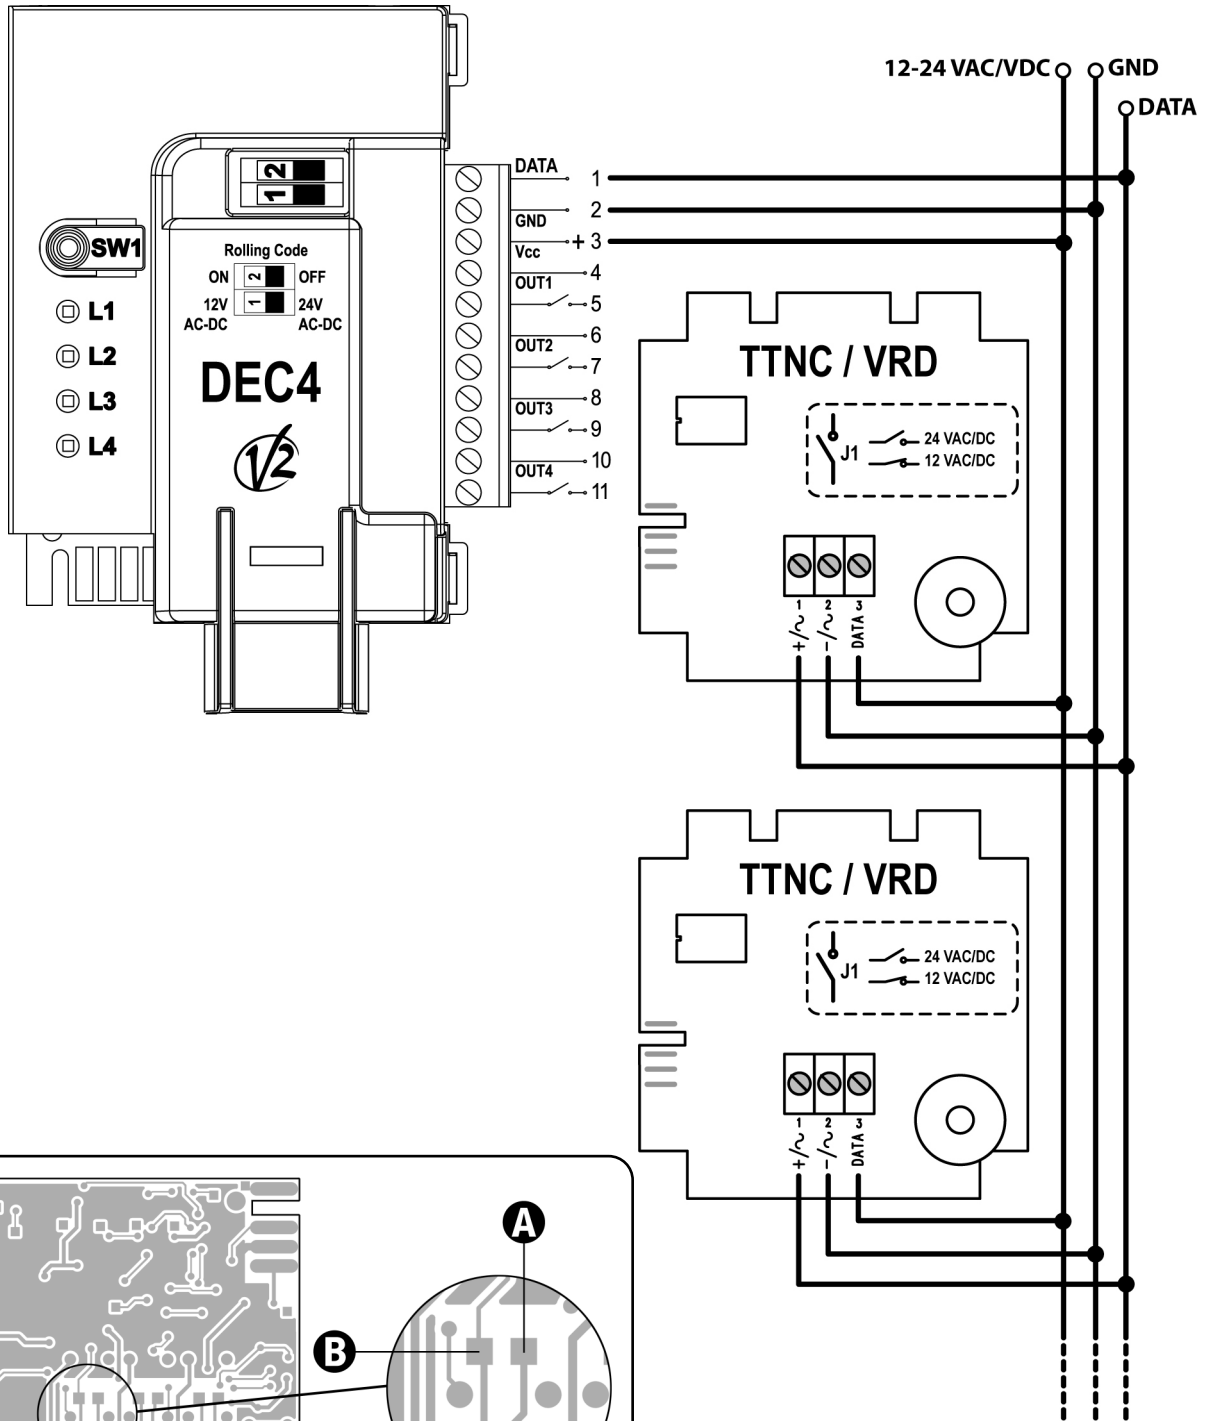 12-24 VAC/VDC
GND
DATA
2
1
SW1
L1
L2
L3
L4
Rolling Code
ON 2 OFF
12V 1 24V
AC-DC AC-DC
DEC4
V2
DATA 1
2
GND
+ 3
Vcc
4
OUT1
5
6
OUT2
7
8
OUT3
9
10
OUT4
11
TTNC / VRD
J1
24 VAC/DC
12 VAC/DC
1 2 3
+/~ -/~ DATA
TTNC / VRD
J1
24 VAC/DC
12 VAC/DC
1 2 3
+/~ -/~ DATA
A
B